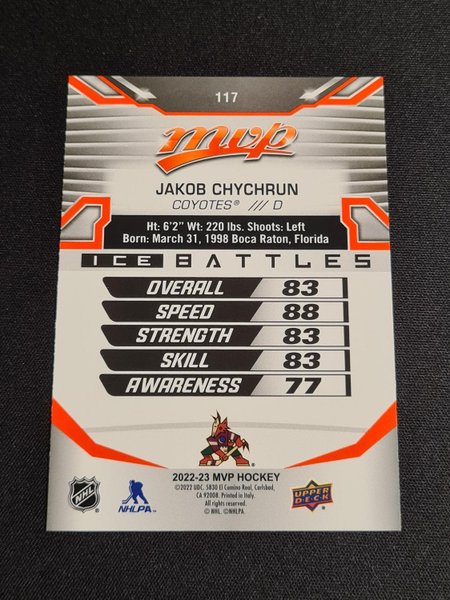 117
mvp
JAKOB CHYCHRUN
COYOTES® /// D
Ht: 6'2" Wt: 220 lbs. Shoots: Left
Born: March 31, 1998 Boca Raton, Florida
ICE BATTLES
OVERALL 83
SPEED 88
STRENGTH 83
SKILL 83
AWARENESS 77
2022-23 MVP HOCKEY
©2022 UDC. 5830 El Camino Real, Carlsbad,
CA 92008. Printed in Italy.
All rights reserved.
© NHL. ©NHLPA.
NHL
NHLPA
UPPER
DECK